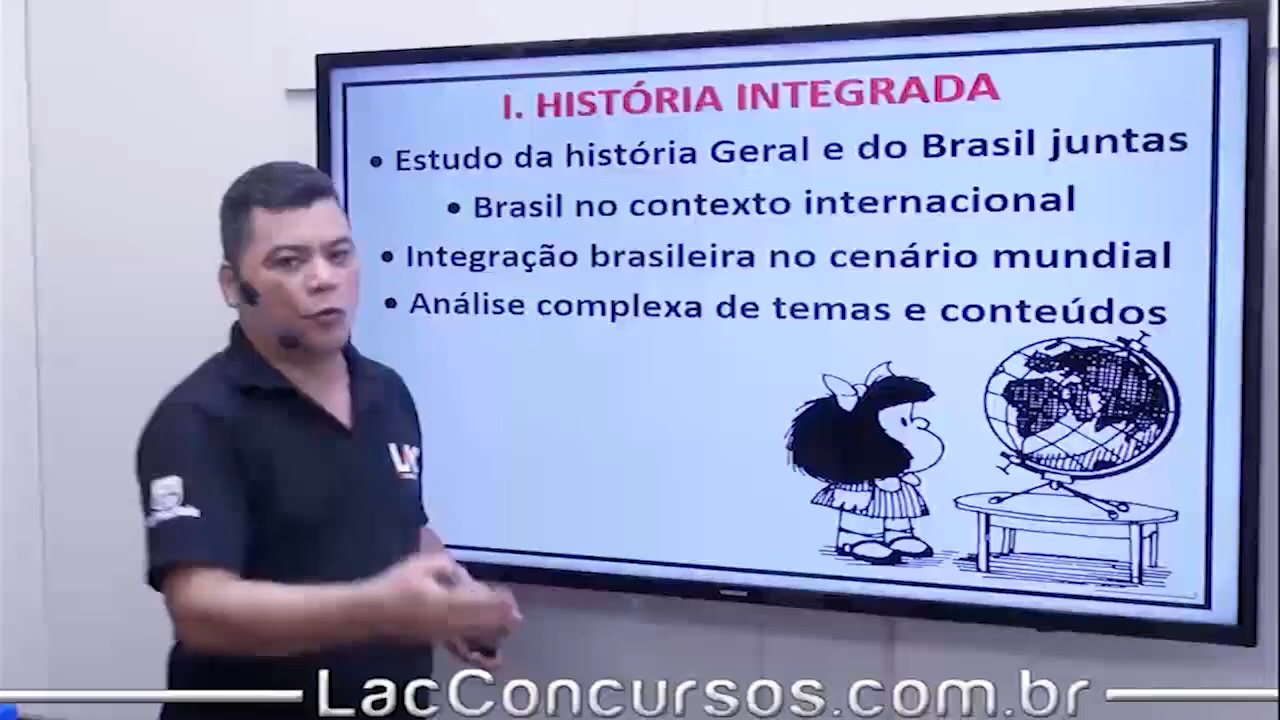 I. HISTÓRIA INTEGRADA
• Estudo da história Geral e do Brasil juntas
• Brasil no contexto internacional
• Integração brasileira no cenário mundial
• Análise complexa de temas e conteúdos
LacConcursos.com.br